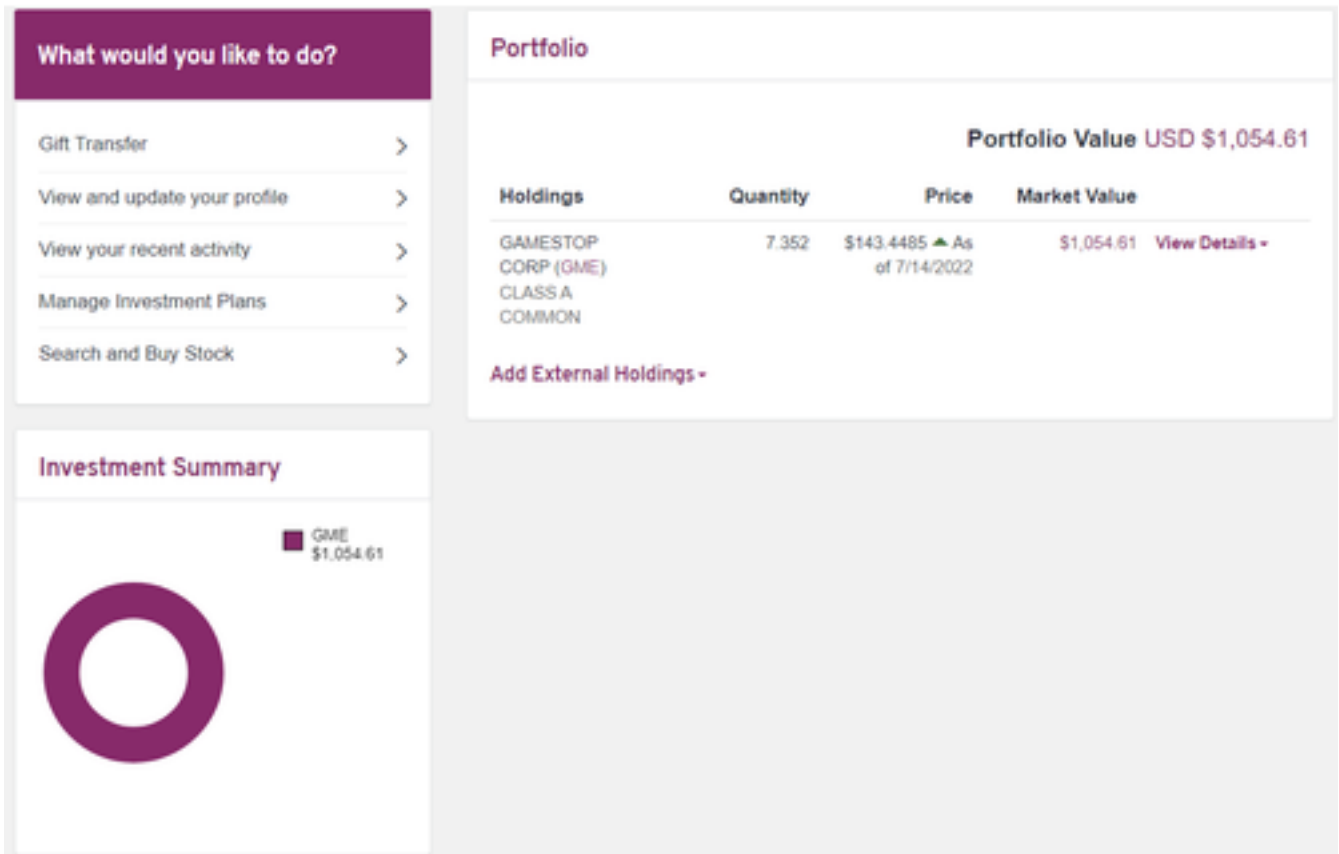 What would you like to do?
Gift Transfer
View and update your profile
View your recent activity
Manage Investment Plans
Search and Buy Stock
Portfolio
Portfolio Value USD $1,054.61
Holdings Quantity Price Market Value
GAMESTOP 7.352 $143.4485 ▲ As $1,054.61 View Details
CORP (GME) of 7/14/2022
CLASS A
COMMON
Add External Holdings
Investment Summary
GME
$1,054.61